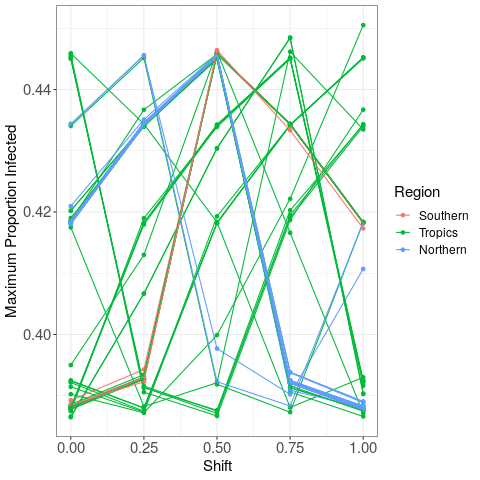 Maximum Proportion Infected
0.44
0.42
0.40
0.00 0.25 0.50 0.75 1.00
Shift
Region
Southern
Tropics
Northern